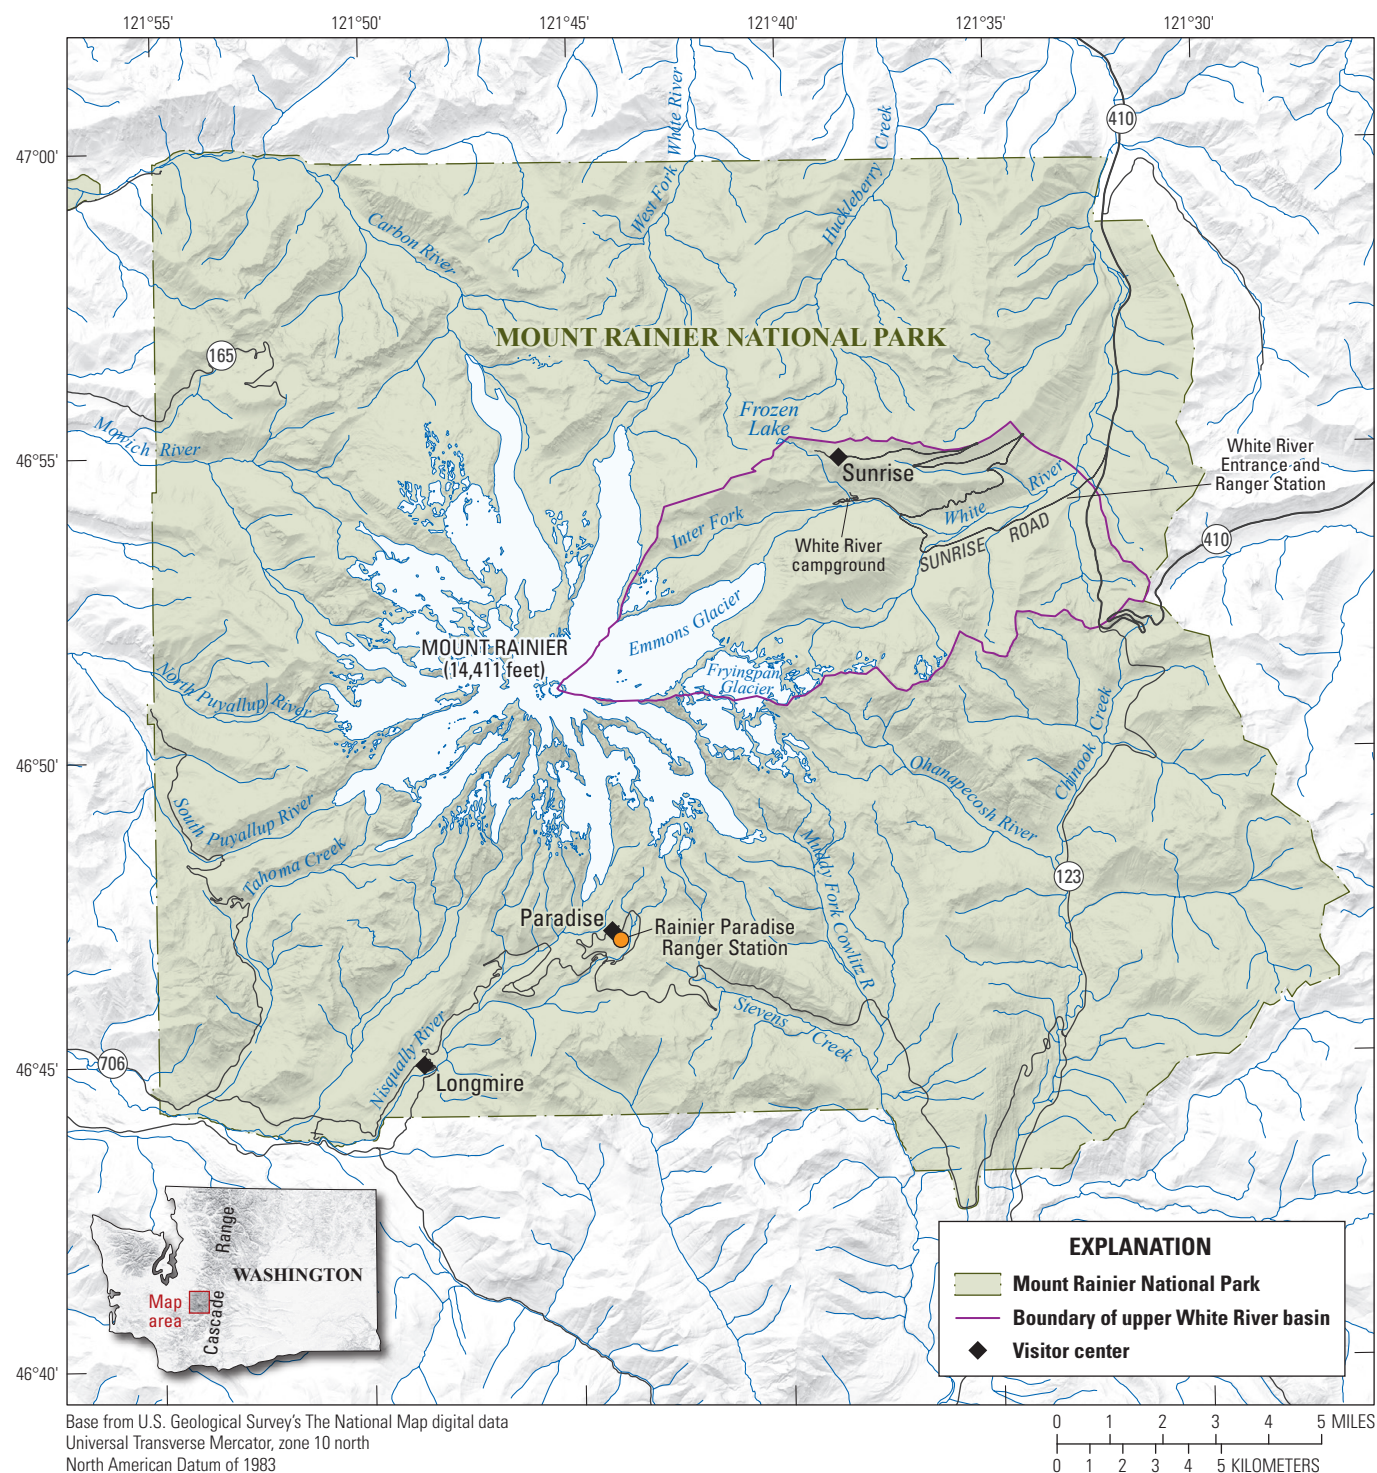 121°55'
121°50'
121°45'
121°40'
121°35'
121°30'
47°00'
46°55'
46°50'
46°45'
46°40'
410
West Fork White River
Huckleberry Creek
Carbon River
MOUNT RAINIER NATIONAL PARK
165
Mowich River
Frozen
Lake
Sunrise
White River
Entrance and
Ranger Station
White River
Inter Fork
White River
campground
SUNRISE ROAD
410
Emmons Glacier
MOUNT RAINIER
(14,411 feet)
Fryingpan
Glacier
North Puyallup River
Chinook Creek
Ohanapecosh River
South Puyallup River
Tahoma Creek
Muddy Fork Cowlitz R
123
Paradise
Rainier Paradise
Ranger Station
Stevens Creek
Nisqually River
706
Longmire
WASHINGTON
Cascade Range
Map
area
EXPLANATION
Mount Rainier National Park
Boundary of upper White River basin
Visitor center
Base from U.S. Geological Survey's The National Map digital data
Universal Transverse Mercator, zone 10 north
North American Datum of 1983
0 1 2 3 4 5 MILES
0 1 2 3 4 5 KILOMETERS